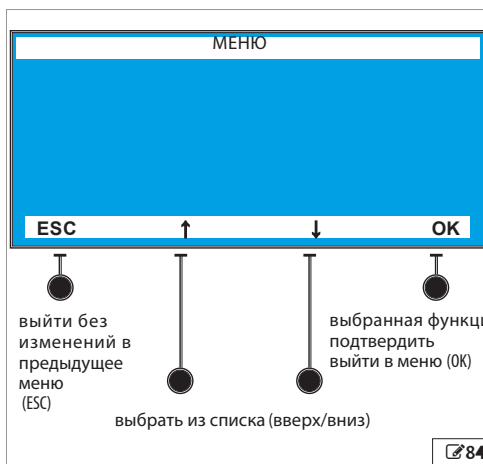 МЕНЮ
ESC ↑ ↓ OK
выйти без
изменений в
предыдущее
меню
(ESC)
выбранная функци
подтвердить
выйти в меню (OK)
выбрать из списка (вверх/вниз)
84